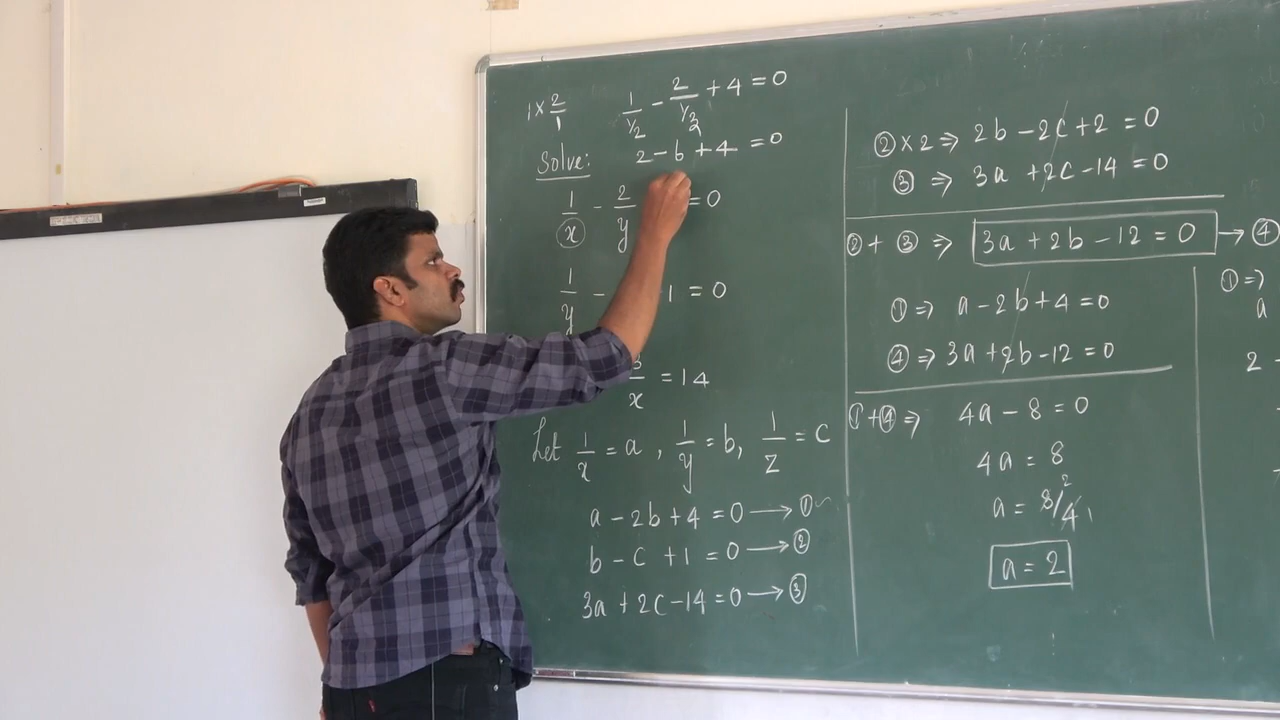 1 × 2/1
1/(1/2) - 2/(1/3) + 4 = 0
2 - 6 + 4 = 0
Solve:
1/x - 2/y = 0
1/y - 1 = 0
3/x = 14
Let 1/x = a , 1/y = b, 1/z = c
a - 2b + 4 = 0 → ①
b - c + 1 = 0 → ②
3a + 2c - 14 = 0 → ③
② × 2 ⇒ 2b - 2c + 2 = 0
③ ⇒ 3a + 2c - 14 = 0
② + ③ ⇒ 3a + 2b - 12 = 0 → ④
① ⇒ a - 2b + 4 = 0
④ ⇒ 3a + 2b - 12 = 0
① + ④ ⇒ 4a - 8 = 0
4a = 8
a = 8/4 2 1
a = 2
① ⇒
a
2 -